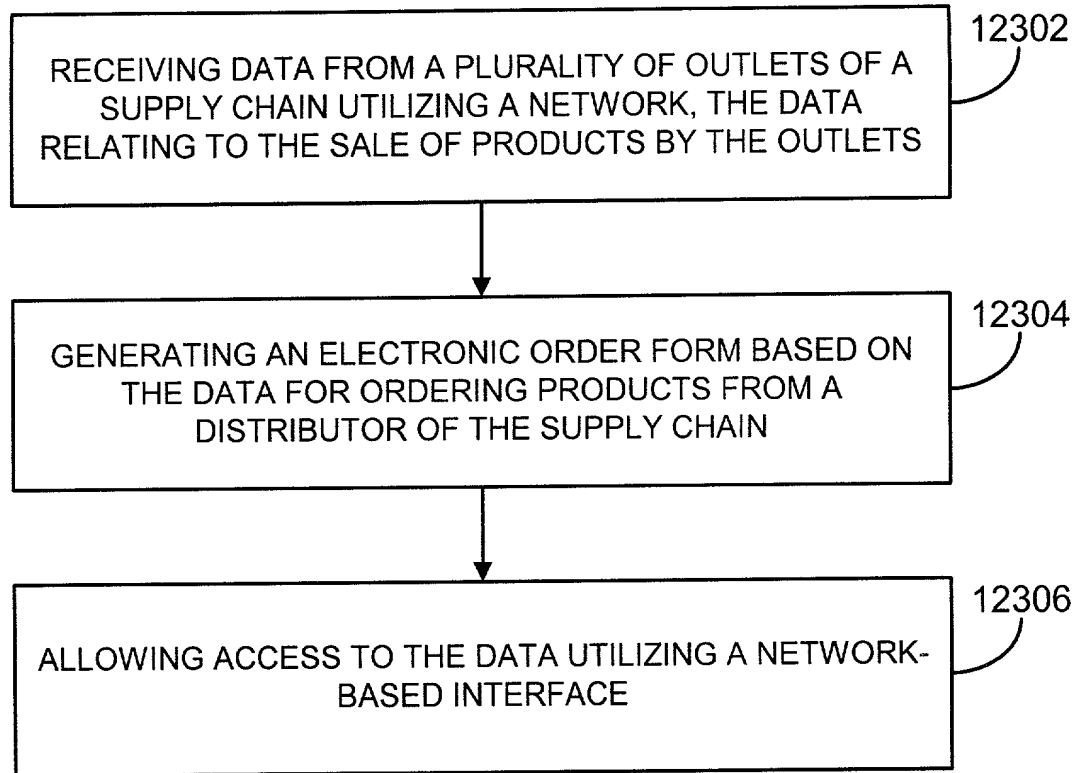 12302
RECEIVING DATA FROM A PLURALITY OF OUTLETS OF A
SUPPLY CHAIN UTILIZING A NETWORK, THE DATA
RELATING TO THE SALE OF PRODUCTS BY THE OUTLETS
12304
GENERATING AN ELECTRONIC ORDER FORM BASED ON
THE DATA FOR ORDERING PRODUCTS FROM A
DISTRIBUTOR OF THE SUPPLY CHAIN
12306
ALLOWING ACCESS TO THE DATA UTILIZING A NETWORK-
BASED INTERFACE